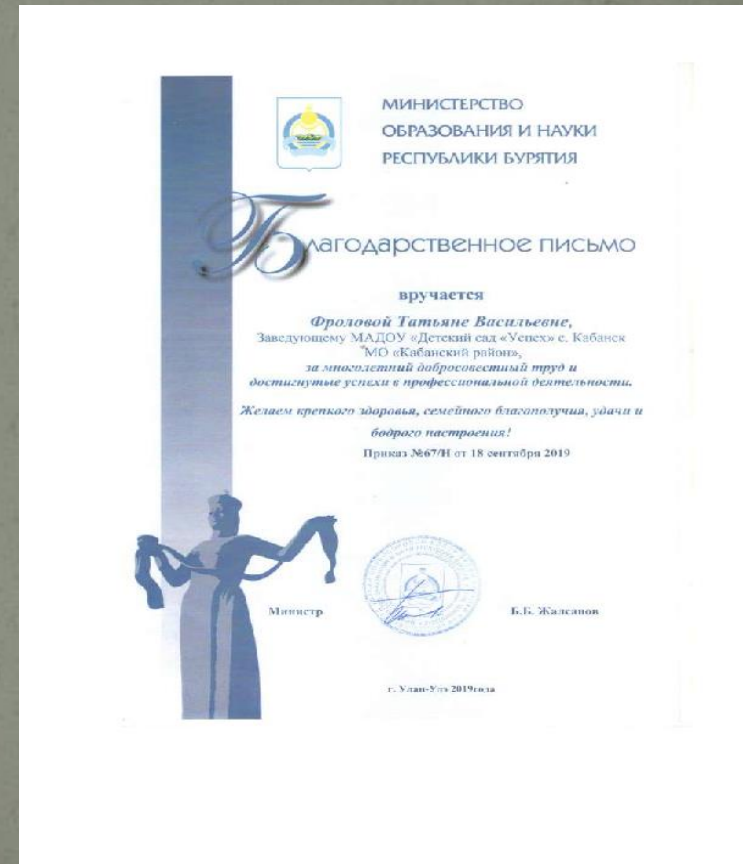 МИНИСТЕРСТВО
ОБРАЗОВАНИЯ И НАУКИ
РЕСПУБЛИКИ БУРЯТИЯ
Благодарственное письмо
вручается
Фроловой Татьяне Васильевне,
Заведующему МАДОУ «Детский сад «Успех» с. Кабанск
МО «Кабанский район»,
за многолетний добросовестный труд и
достигнутые успехи в профессиональной деятельности.
Желаем крепкого здоровья, семейного благополучия, удачи и
бодрого настроения!
Приказ №67/Н от 18 сентября 2019
Министр
Б.Б. Жалсанов
г. Улан-Удэ 2019года